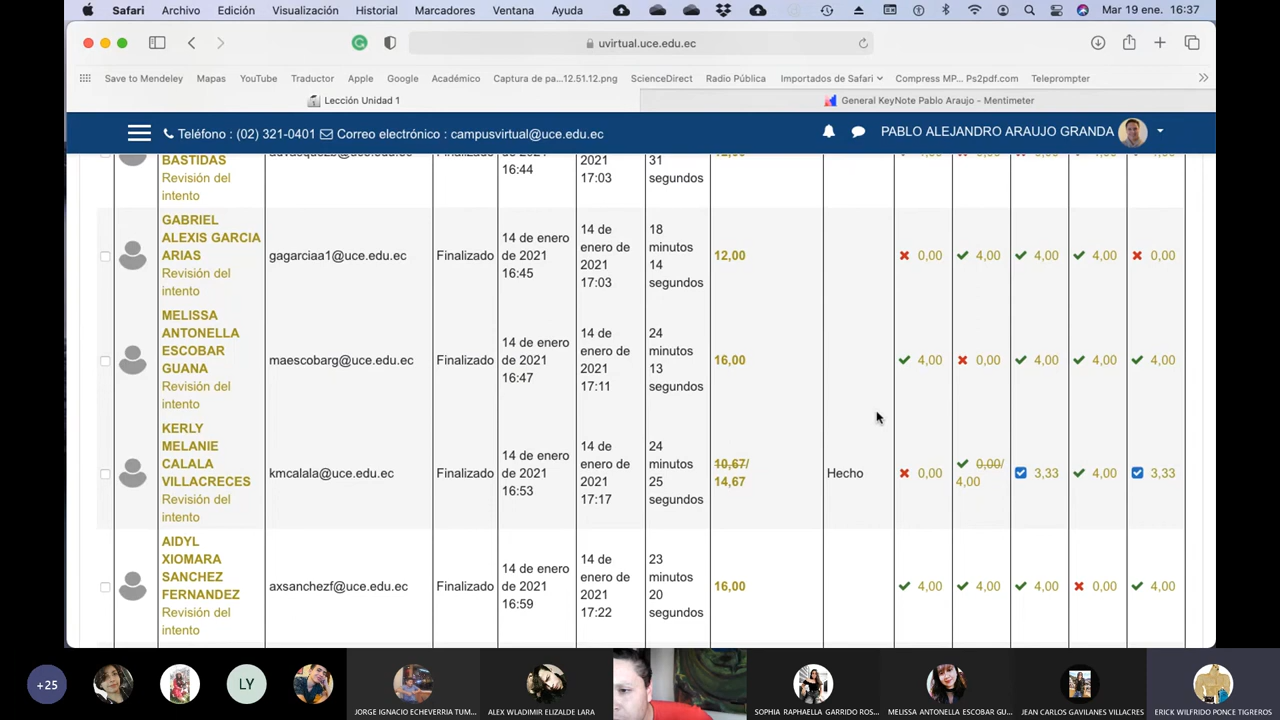 Safari Archivo Edición Visualización Historial Marcadores Ventana Ayuda Mar 19 ene. 16:37
uvirtual.uce.edu.ec
Save to Mendeley Mapas YouTube Traductor Apple Google Académico Captura de pa...12.51.12.png ScienceDirect Radio Pública Importados de Safari Compress MP... Ps2pdf.com Teleprompter
Lección Unidad 1
General KeyNote Pablo Araujo - Mentimeter
Teléfono : (02) 321-0401 Correo electrónico : campusvirtual@uce.edu.ec
PABLO ALEJANDRO ARAUJO GRANDA
BASTIDAS
Revisión del
intento
de 2021
16:44
2021
17:03
31
segundos
GABRIEL
ALEXIS GARCIA
ARIAS
Revisión del
intento
gagarciaa1@uce.edu.ec
Finalizado
14 de enero
de 2021
16:45
14 de
enero de
2021
17:03
18
minutos
14
segundos
12,00
0,00
4,00
4,00
4,00
0,00
MELISSA
ANTONELLA
ESCOBAR
GUANA
Revisión del
intento
maescobarg@uce.edu.ec
Finalizado
14 de enero
de 2021
16:47
14 de
enero de
2021
17:11
24
minutos
13
segundos
16,00
4,00
0,00
4,00
4,00
4,00
KERLY
MELANIE
CALALA
VILLACRECES
Revisión del
intento
kmcalala@uce.edu.ec
Finalizado
14 de enero
de 2021
16:53
14 de
enero de
2021
17:17
24
minutos
25
segundos
10,67/
14,67
Hecho
0,00
0,00/
4,00
3,33
4,00
3,33
AIDYL
XIOMARA
SANCHEZ
FERNANDEZ
Revisión del
intento
axsanchezf@uce.edu.ec
Finalizado
14 de enero
de 2021
16:59
14 de
enero de
2021
17:22
23
minutos
20
segundos
16,00
4,00
4,00
4,00
0,00
4,00
+25
LY
JORGE IGNACIO ECHEVERRIA TUM...
ALEX WLADIMIR ELIZALDE LARA
SOPHIA RAPHAELLA GARRIDO ROS...
MELISSA ANTONELLA ESCOBAR GU...
JEAN CARLOS GAVILANES VILLACRES
ERICK WILFRIDO PONCE TIGREROS